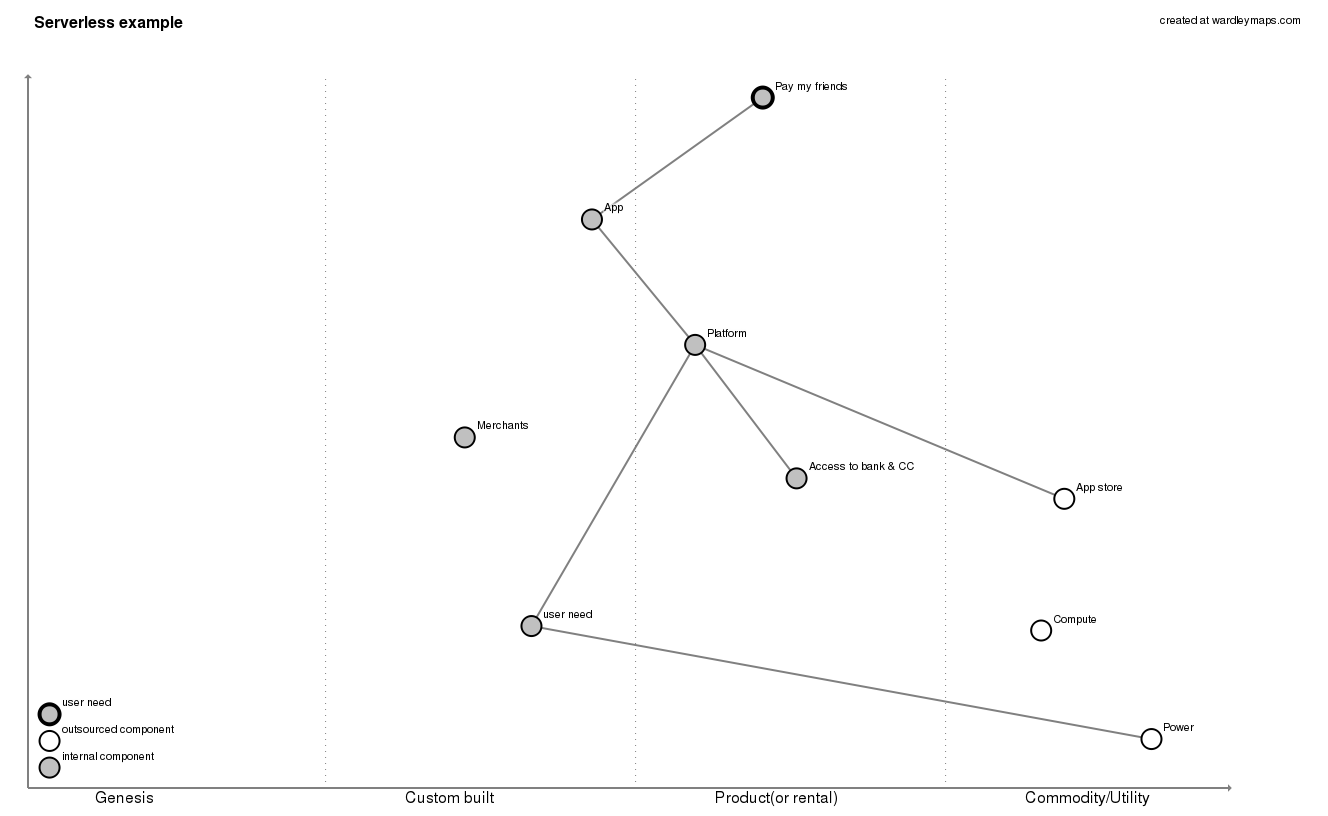 Serverless example
created at wardleymaps.com
Pay my friends
App
Platform
Merchants
Access to bank & CC
App store
user need
Compute
Power
user need
outsourced component
internal component
Genesis
Custom built
Product(or rental)
Commodity/Utility